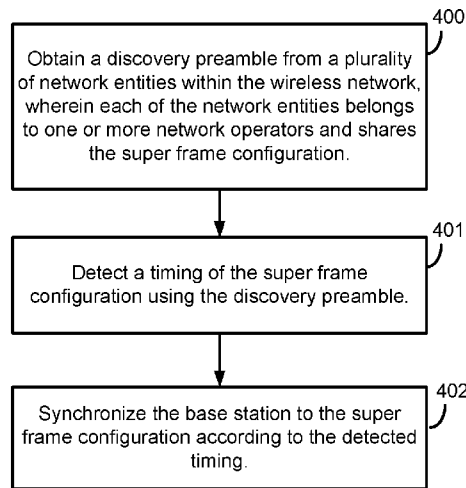 400
Obtain a discovery preamble from a plurality
of network entities within the wireless network,
wherein each of the network entities belongs
to one or more network operators and shares
the super frame configuration.
401
Detect a timing of the super frame
configuration using the discovery preamble.
402
Synchronize the base station to the super
frame configuration according to the detected
timing.